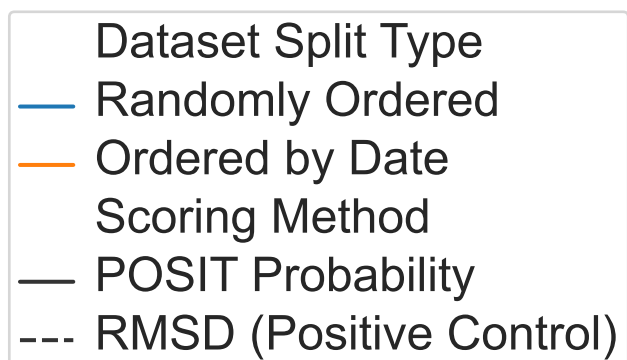 Dataset Split Type
Randomly Ordered
Ordered by Date
Scoring Method
POSIT Probability
RMSD (Positive Control)